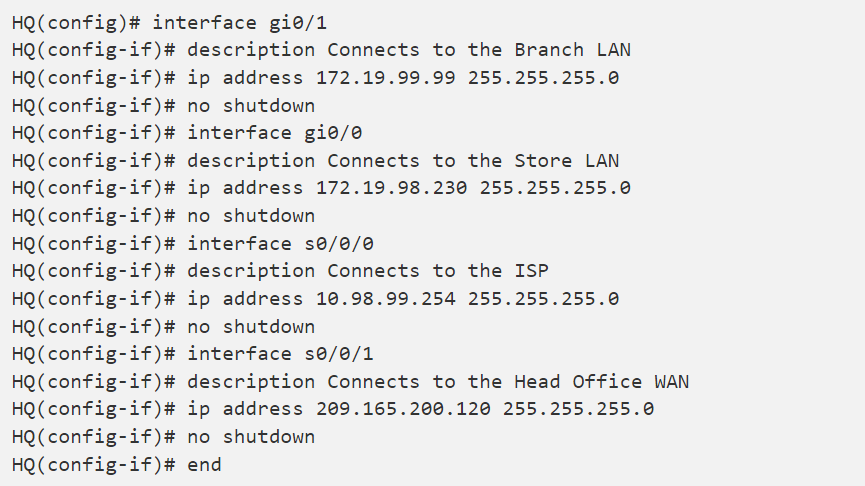 HQ(config)# interface gi0/1
HQ(config-if)# description Connects to the Branch LAN
HQ(config-if)# ip address 172.19.99.99 255.255.255.0
HQ(config-if)# no shutdown
HQ(config-if)# interface gi0/0
HQ(config-if)# description Connects to the Store LAN
HQ(config-if)# ip address 172.19.98.230 255.255.255.0
HQ(config-if)# no shutdown
HQ(config-if)# interface s0/0/0
HQ(config-if)# description Connects to the ISP
HQ(config-if)# ip address 10.98.99.254 255.255.255.0
HQ(config-if)# no shutdown
HQ(config-if)# interface s0/0/1
HQ(config-if)# description Connects to the Head Office WAN
HQ(config-if)# ip address 209.165.200.120 255.255.255.0
HQ(config-if)# no shutdown
HQ(config-if)# end